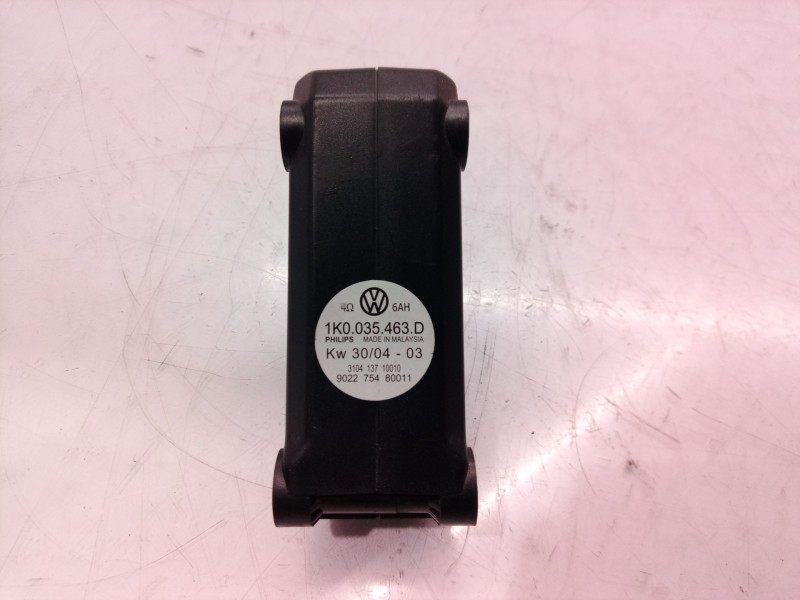 4Ω 6AH
1K0.035.463.D
PHILIPS MADE IN MALAYSIA
Kw 30/04 - 03
3104 137 10010
9022 754 80011